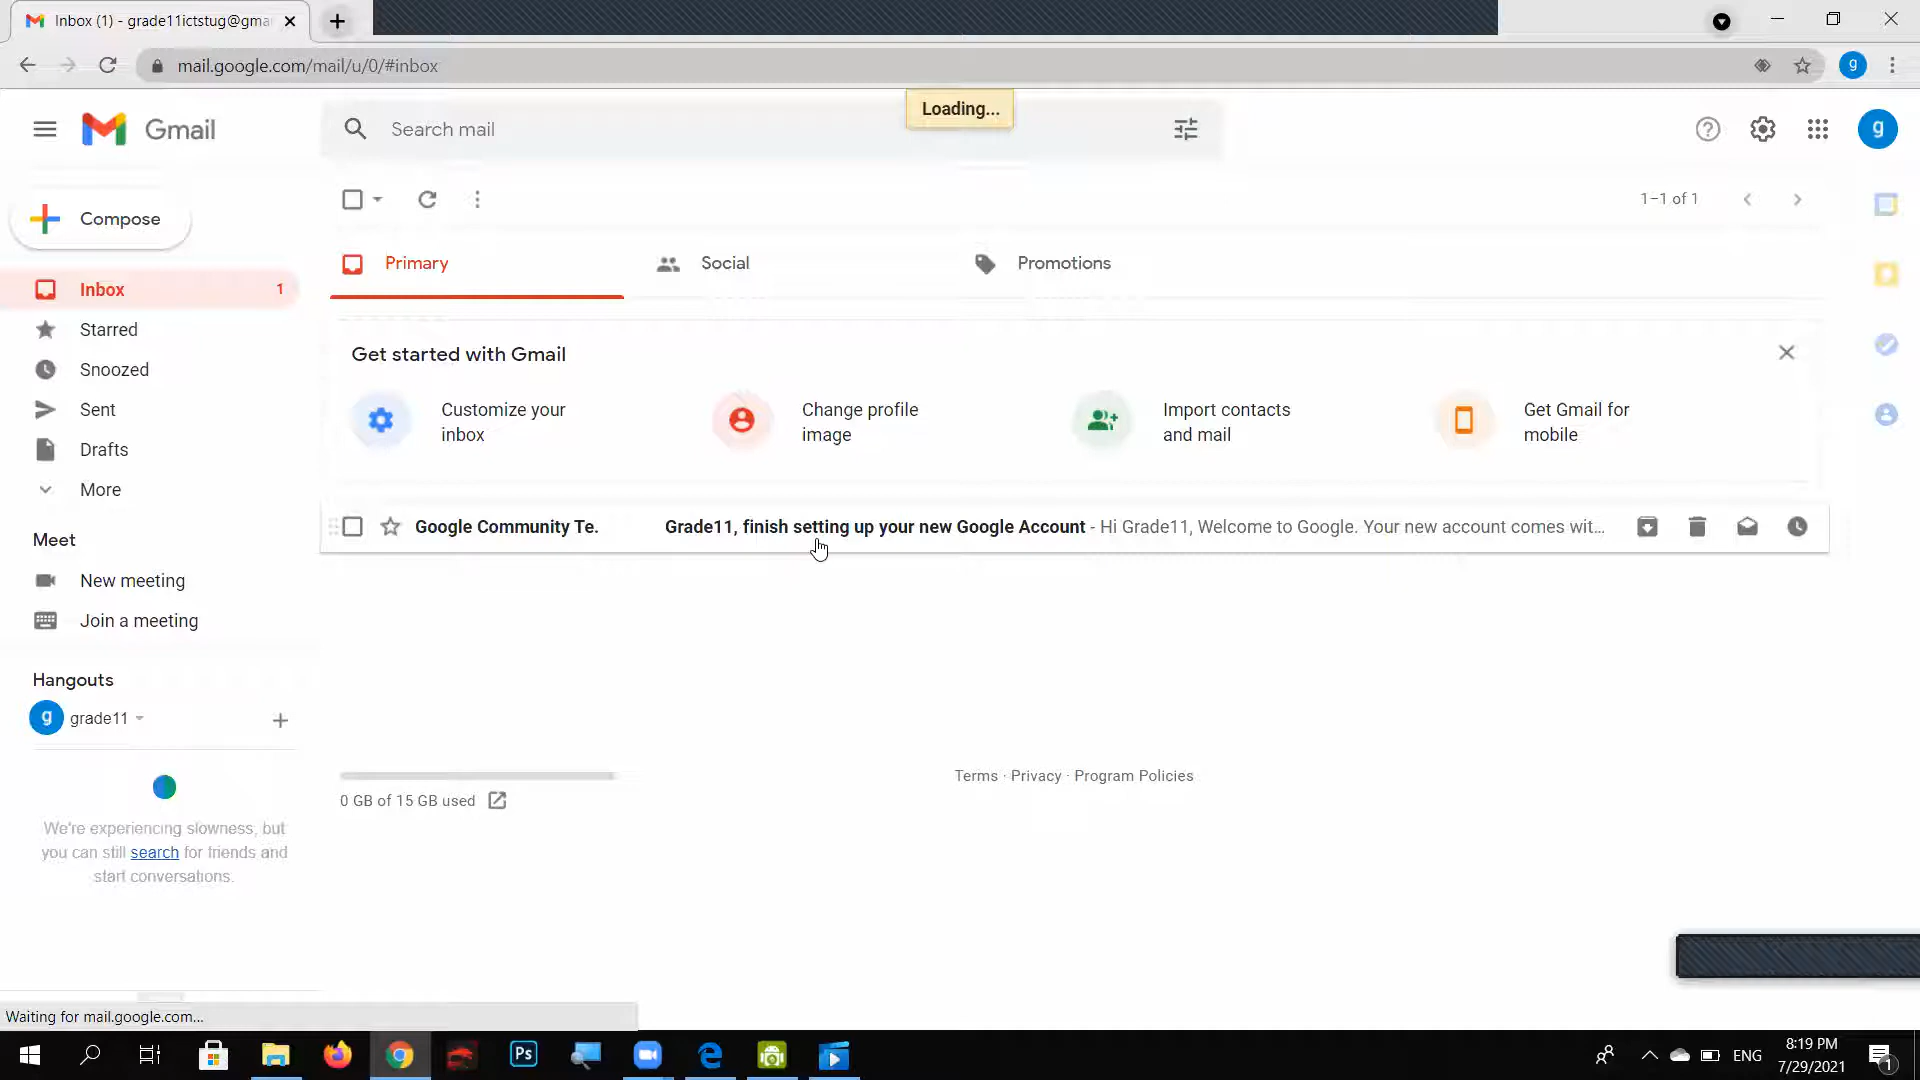 Inbox (1) - grade11ictstug@gma
mail.google.com/mail/u/0/#inbox
g
Loading...
Gmail
Search mail
g
Compose
1–1 of 1
Primary
Social
Promotions
Inbox 1
Starred
Snoozed
Sent
Drafts
More
Get started with Gmail
Customize your
inbox
Change profile
image
Import contacts
and mail
Get Gmail for
mobile
Google Community Te. Grade11, finish setting up your new Google Account - Hi Grade11, Welcome to Google. Your new account comes wit...
Meet
New meeting
Join a meeting
Hangouts
g grade11
We're experiencing slowness, but
you can still search for friends and
start conversations.
Terms · Privacy · Program Policies
0 GB of 15 GB used
Waiting for mail.google.com...
Ps
ENG
8:19 PM
7/29/2021
1